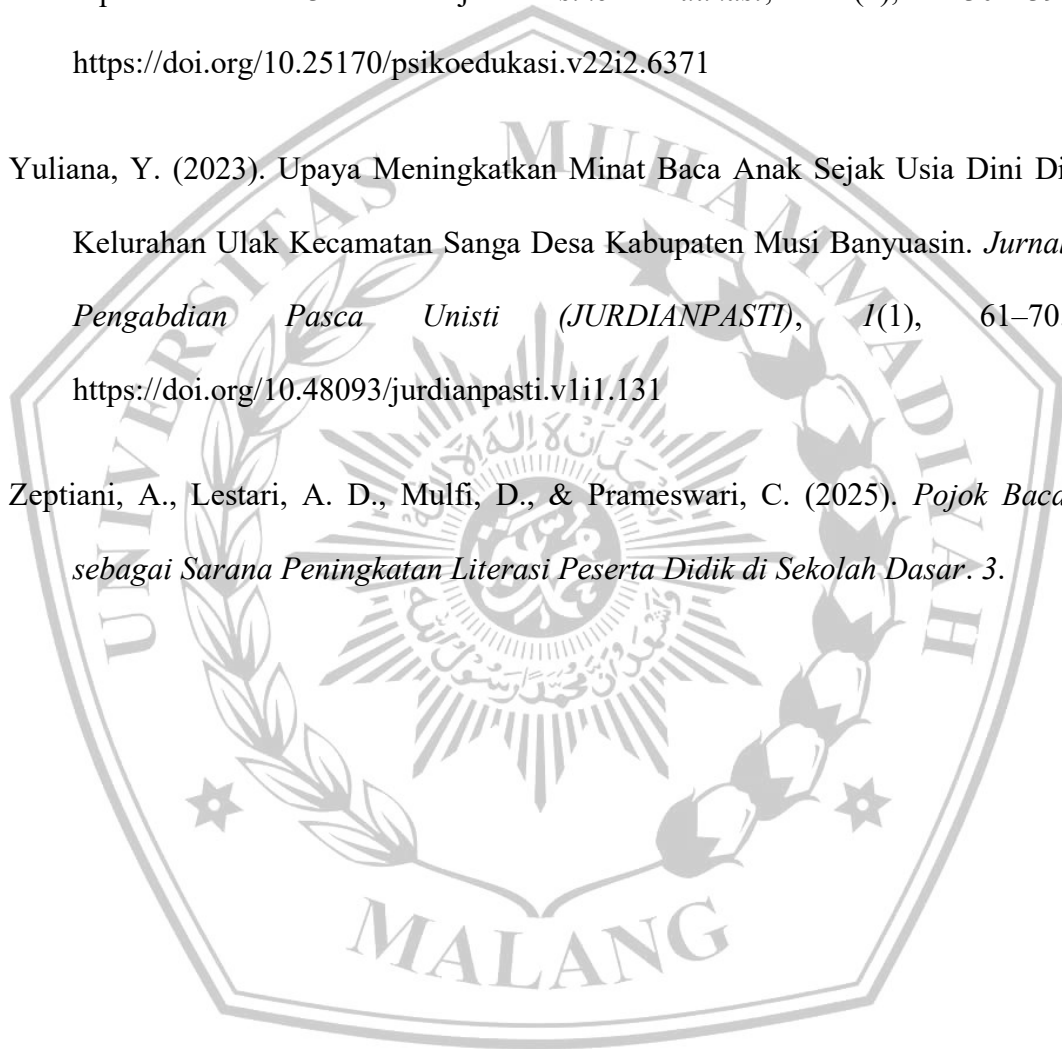 https://doi.org/10.25170/psikoedukasi.v22i2.6371
Yuliana, Y. (2023). Upaya Meningkatkan Minat Baca Anak Sejak Usia Dini Di
Kelurahan Ulak Kecamatan Sanga Desa Kabupaten Musi Banyuasin. Jurnal
Pengabdian Pasca Unisti (JURDIANPASTI), 1(1), 61–70
https://doi.org/10.48093/jurdianpasti.v1i1.131
Zeptiani, A., Lestari, A. D., Mulfi, D., & Prameswari, C. (2025). Pojok Baca
sebagai Sarana Peningkatan Literasi Peserta Didik di Sekolah Dasar. 3.
UNIVERSITAS MUHAMMADIYAH
MALANG